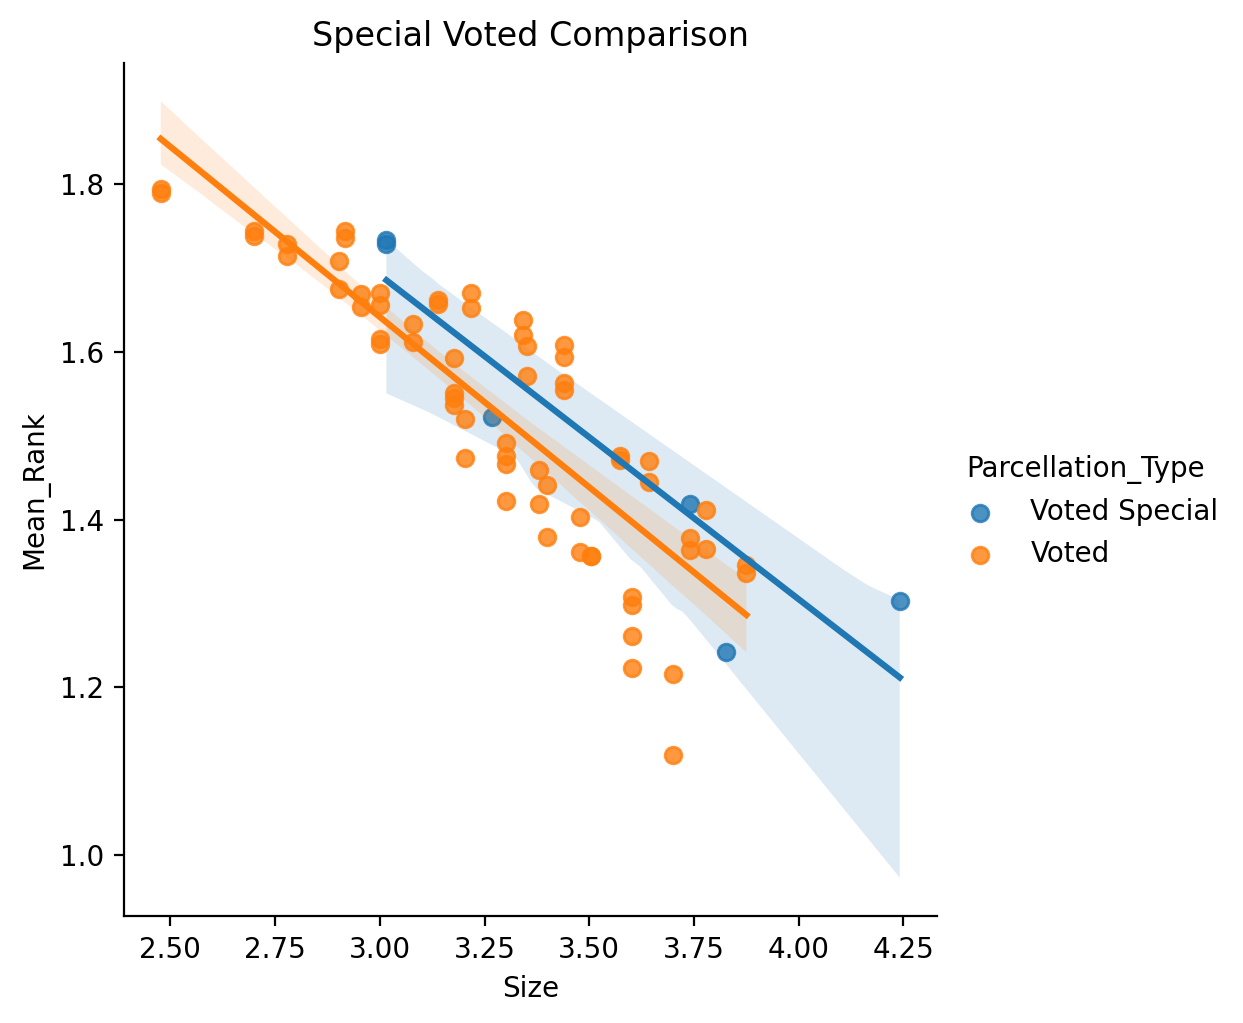 Special Voted Comparison
Mean_Rank
1.8
1.6
1.4
1.2
1.0
2.50 2.75 3.00 3.25 3.50 3.75 4.00 4.25
Size
Parcellation_Type
Voted Special
Voted